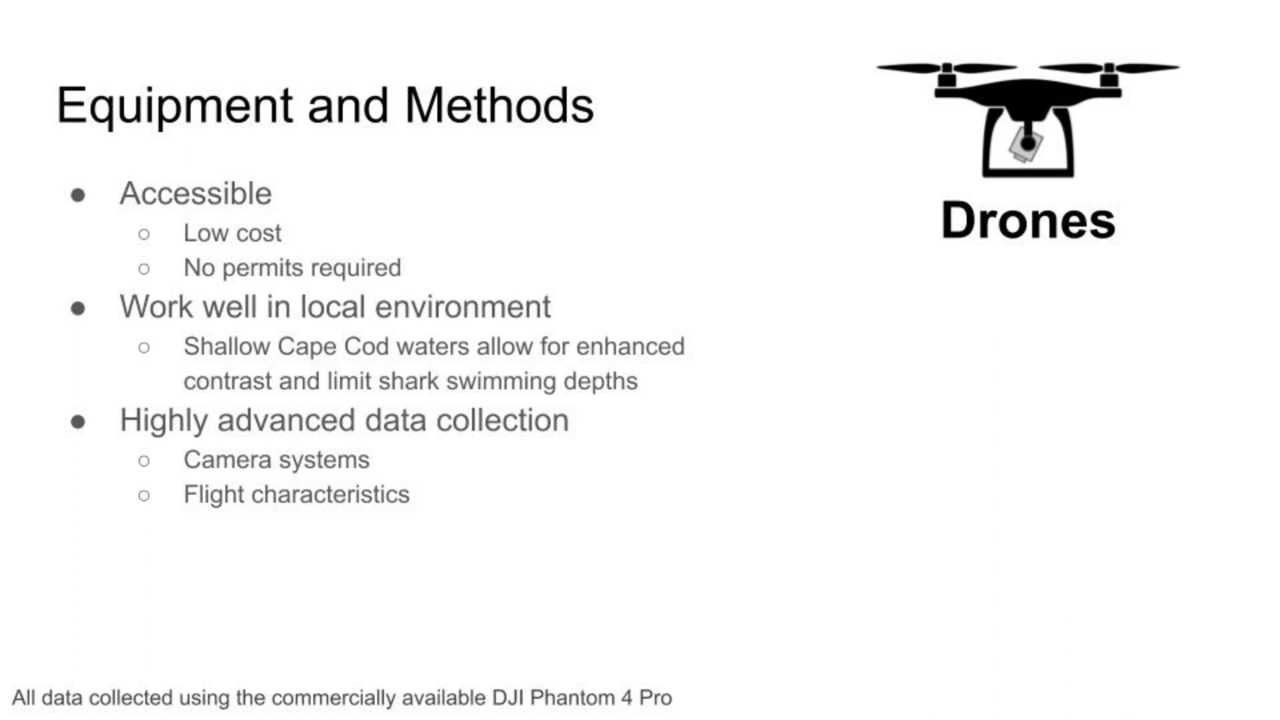 Equipment and Methods
Drones
● Accessible
○ Low cost
○ No permits required
● Work well in local environment
○ Shallow Cape Cod waters allow for enhanced
contrast and limit shark swimming depths
● Highly advanced data collection
○ Camera systems
○ Flight characteristics
All data collected using the commercially available DJI Phantom 4 Pro